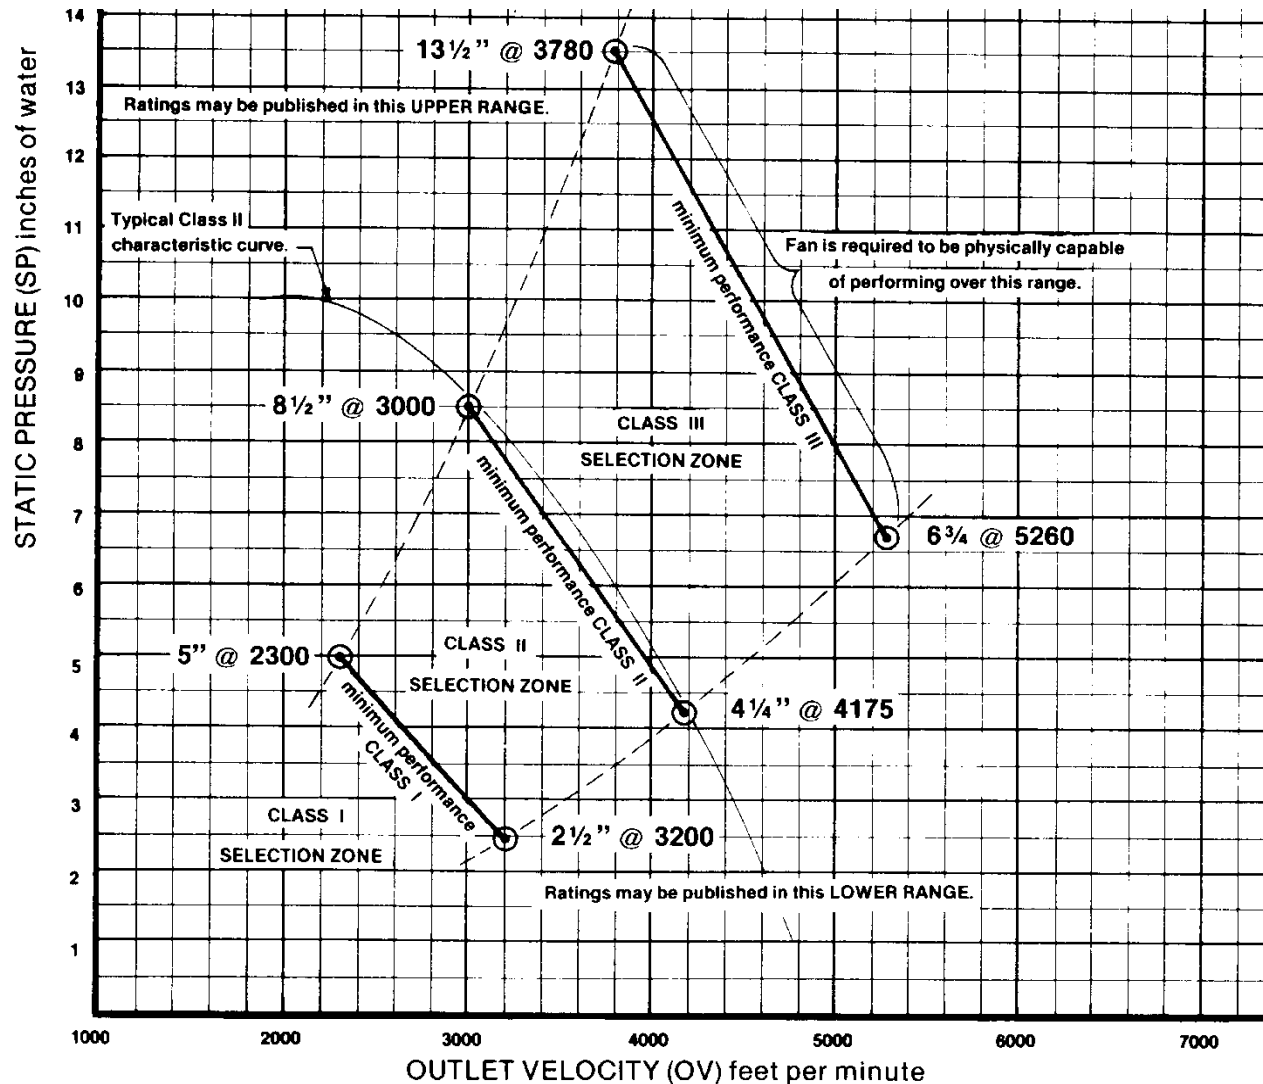 STATIC PRESSURE (SP) inches of water
14
13
12
11
10
9
8
7
6
5
4
3
2
1
13½” @ 3780
Ratings may be published in this UPPER RANGE.
Typical Class II
characteristic curve.
minimum performance CLASS III
Fan is required to be physically capable
of performing over this range.
8½” @ 3000
CLASS III
SELECTION ZONE
minimum performance CLASS II
6¾ @ 5260
5” @ 2300
CLASS II
SELECTION ZONE
4¼” @ 4175
minimum performance
CLASS I
CLASS I
SELECTION ZONE
2½” @ 3200
Ratings may be published in this LOWER RANGE.
1000
2000
3000
4000
5000
6000
7000
OUTLET VELOCITY (OV) feet per minute